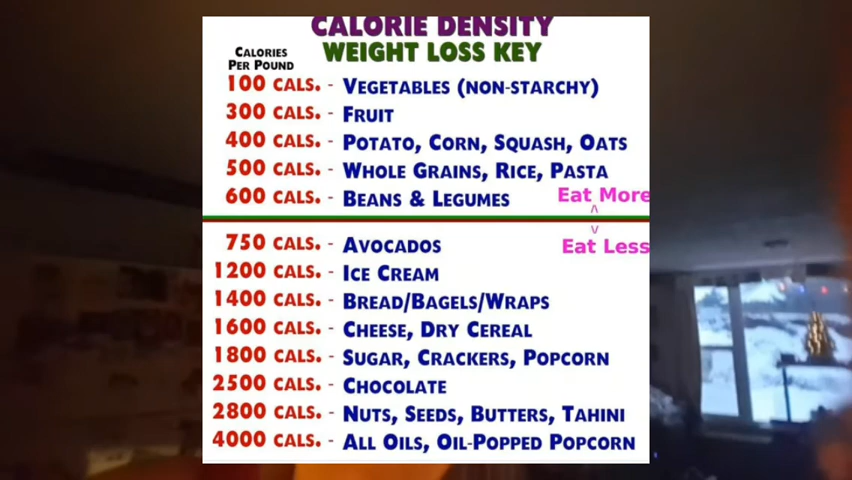 CALORIE DENSITY
WEIGHT LOSS KEY
CALORIES
PER POUND
100 CALS. - VEGETABLES (NON-STARCHY)
300 CALS. - FRUIT
400 CALS. - POTATO, CORN, SQUASH, OATS
500 CALS. - WHOLE GRAINS, RICE, PASTA
600 CALS. - BEANS & LEGUMES
Eat More
^
v
Eat Less
750 CALS. - AVOCADOS
1200 CALS. - ICE CREAM
1400 CALS. - BREAD/BAGELS/WRAPS
1600 CALS. - CHEESE, DRY CEREAL
1800 CALS. - SUGAR, CRACKERS, POPCORN
2500 CALS. - CHOCOLATE
2800 CALS. - NUTS, SEEDS, BUTTERS, TAHINI
4000 CALS. - ALL OILS, OIL-POPPED POPCORN